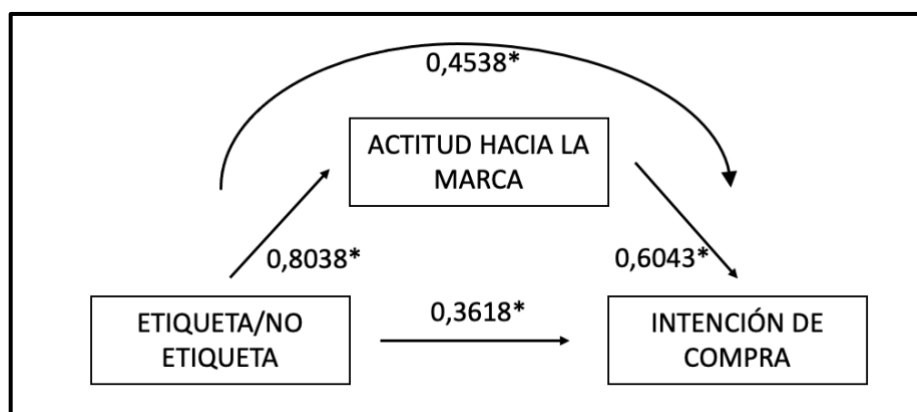 0,4538*
ACTITUD HACIA LA
MARCA
0,8038*
0,6043*
ETIQUETA/NO
ETIQUETA
0,3618*
INTENCIÓN DE
COMPRA